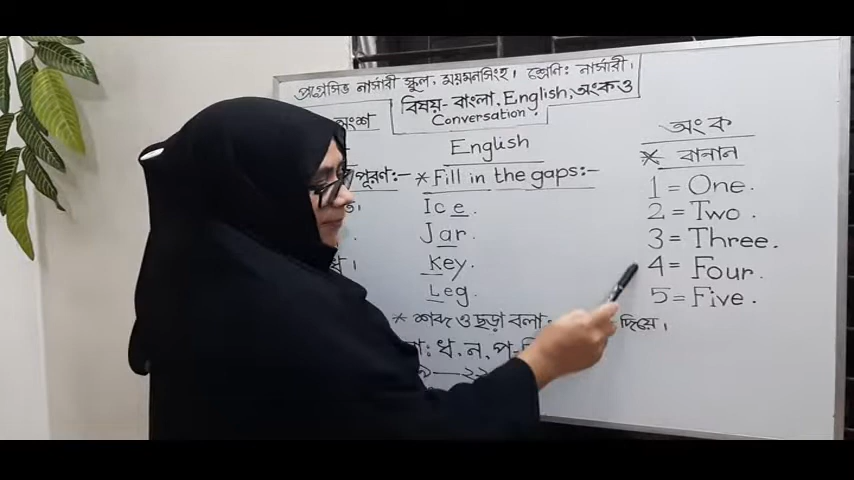 প্রগ্রেসিভ নার্সারী স্কুল, ময়মনসিংহ। শ্রেনি: নার্সারী।
বিষয়- বাংলা, English, অংক ও
Conversation.
অংশ
English
পূরণ:-
* Fill in the gaps:-
Ice.
Jar.
Key.
Leg.
* শব্দ ও ছড়া বলা:
দিয়ে।
ধ. ন. প-
অংক
* বানান
1 = One.
2 = Two.
3 = Three.
4 = Four.
5 = Five.